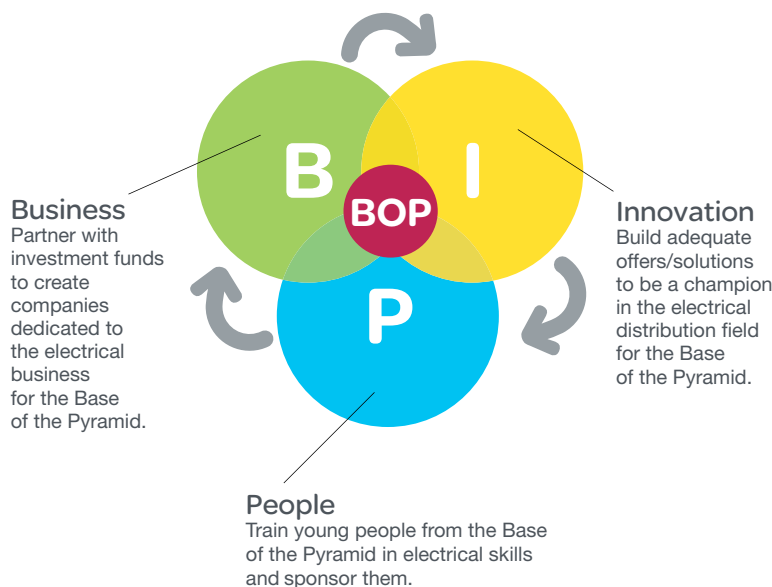 B
I
BOP
P
Business
Partner with
investment funds
to create
companies
dedicated to
the electrical
business
for the Base
of the Pyramid.
Innovation
Build adequate
offers/solutions
to be a champion
in the electrical
distribution field
for the Base
of the Pyramid.
People
Train young people from the Base
of the Pyramid in electrical skills
and sponsor them.